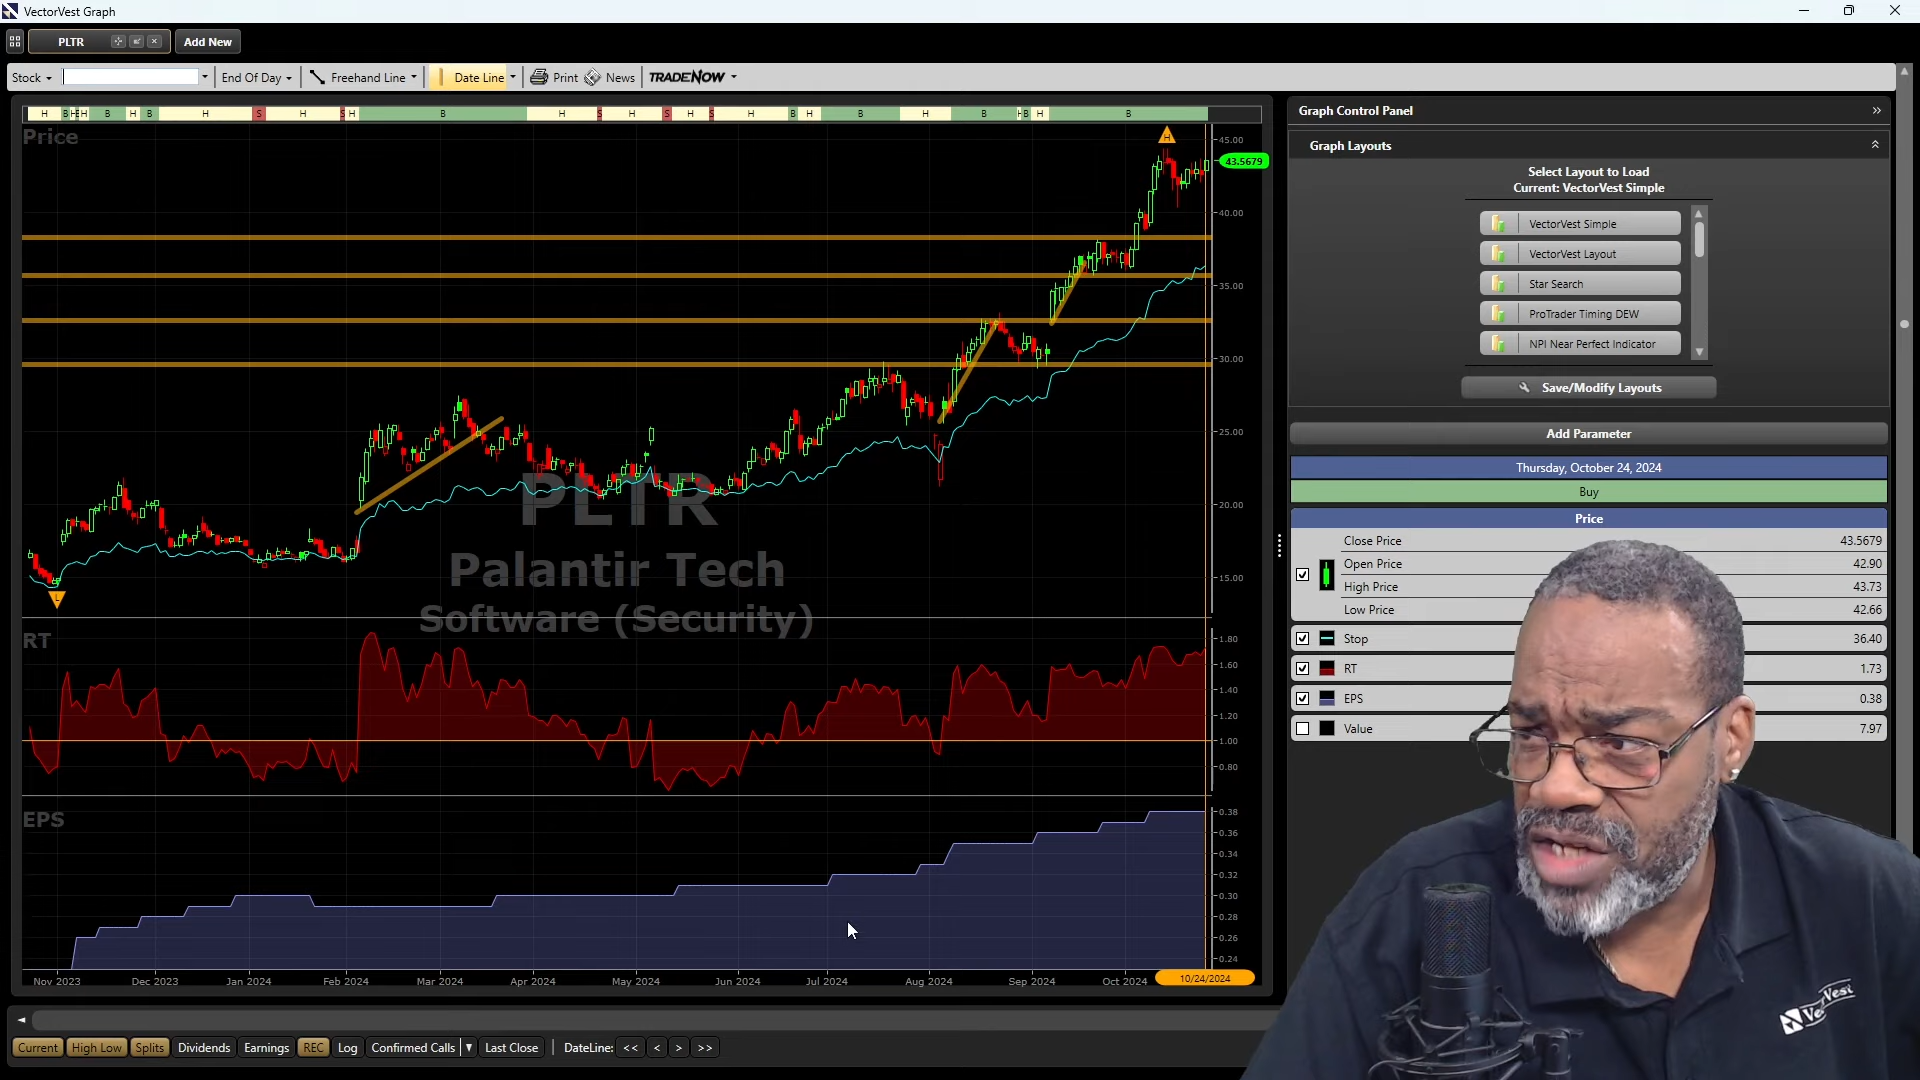 VectorVest Graph
PLTR
Add New
Stock
End Of Day
Freehand Line
Date Line
Print
News
TRADENOW
H B H H B H B H S H S H B H S H S H S H B H B H B H B H B
Price
H
45.00
43.5679
40.00
35.00
30.00
25.00
20.00
15.00
L
PLTR
Palantir Tech
Software (Security)
RT
1.80
1.60
1.40
1.20
1.00
0.80
EPS
0.38
0.36
0.34
0.32
0.30
0.28
0.26
0.24
Nov 2023 Dec 2023 Jan 2024 Feb 2024 Mar 2024 Apr 2024 May 2024 Jun 2024 Jul 2024 Aug 2024 Sep 2024 Oct 2024 10/24/2024
Current High Low Splits Dividends Earnings REC Log Confirmed Calls Last Close DateLine: << < > >>
Graph Control Panel
Graph Layouts
Select Layout to Load
Current: VectorVest Simple
VectorVest Simple
VectorVest Layout
Star Search
ProTrader Timing DEW
NPI Near Perfect Indicator
Save/Modify Layouts
Add Parameter
Thursday, October 24, 2024
Buy
Price
Close Price 43.5679
Open Price 42.90
High Price 43.73
Low Price 42.66
Stop 36.40
RT 1.73
EPS 0.38
Value 7.97